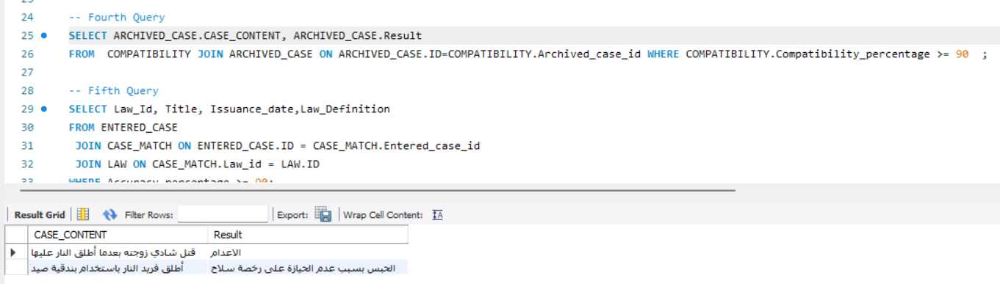 23
24 -- Fourth Query
25 SELECT ARCHIVED_CASE.CASE_CONTENT, ARCHIVED_CASE.Result
26 FROM  COMPATIBILITY JOIN ARCHIVED_CASE ON ARCHIVED_CASE.ID=COMPATIBILITY.Archived_case_id WHERE COMPATIBILITY.Compatibility_percentage >= 90  ;
27
28 -- Fifth Query
29 SELECT Law_Id, Title, Issuance_date,Law_Definition
30 FROM ENTERED_CASE
31 JOIN CASE_MATCH ON ENTERED_CASE.ID = CASE_MATCH.Entered_case_id
32 JOIN LAW ON CASE_MATCH.Law_id = LAW.ID
33 WHERE Accuracy_percentage >= 90;
Result Grid Filter Rows: Export: Wrap Cell Content: IA
CASE_CONTENT Result
قتل شادي زوجته بعدما أطلق النار عليها الاعدام
أطلق فريد النار باستخدام بندقية صيد الحبس بسبب عدم الحيازة على رخصة سلاح